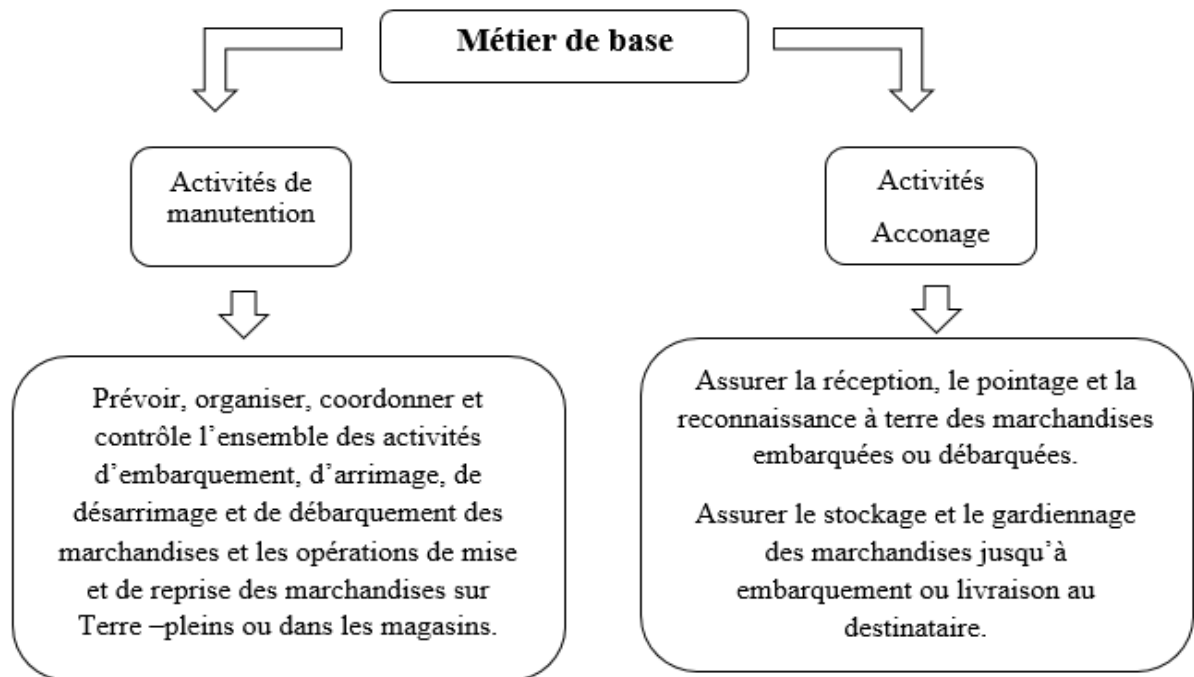 Métier de base
Activités de
manutention
Activités
Acconage
Prévoir, organiser, coordonner et
contrôle l’ensemble des activités
d’embarquement, d’arrimage, de
désarrimage et de débarquement des
marchandises et les opérations de mise
et de reprise des marchandises sur
Terre –pleins ou dans les magasins.
Assurer la réception, le pointage et la
reconnaissance à terre des marchandises
embarquées ou débarquées.
Assurer le stockage et le gardiennage
des marchandises jusqu’à
embarquement ou livraison au
destinataire.